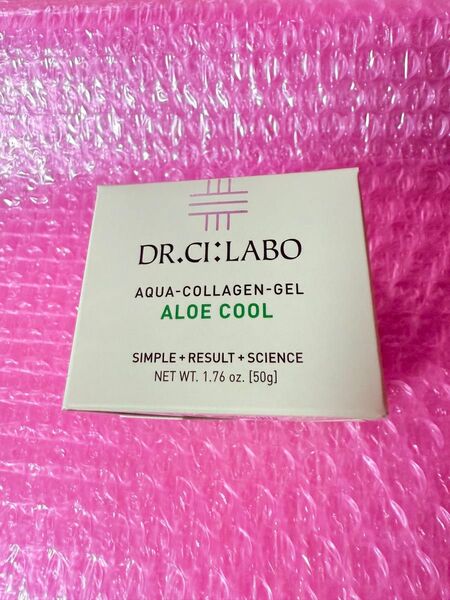 DR.CI:LABO
AQUA-COLLAGEN-GEL
ALOE COOL
SIMPLE + RESULT + SCIENCE
NET WT. 1.76 oz. [50g]